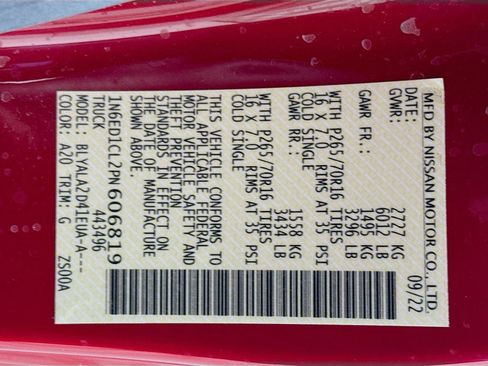 MFD BY NISSAN MOTOR CO., LTD.
DATE: 09/22
GVWR: 2727 KG
6012 LB
GAWR FR: 1495 KG
3296 LB
WITH P265/70R16 TIRES
16 X 7.0 RIMS AT 35 PSI
COLD SINGLE
GAWR RR: 1558 KG
3434 LB
WITH P265/70R16 TIRES
16 X 7.0 RIMS AT 35 PSI
COLD SINGLE
THIS VEHICLE CONFORMS TO
ALL APPLICABLE FEDERAL
MOTOR VEHICLE SAFETY AND
THEFT PREVENTION
STANDARDS IN EFFECT ON
THE DATE OF MANUFACTURE
SHOWN ABOVE.
1N6ED1CL2PN606819
TRUCK 443496
MODEL: BLYALA2D41EUA-A---
COLOR: A20 TRIM: G ZS00A